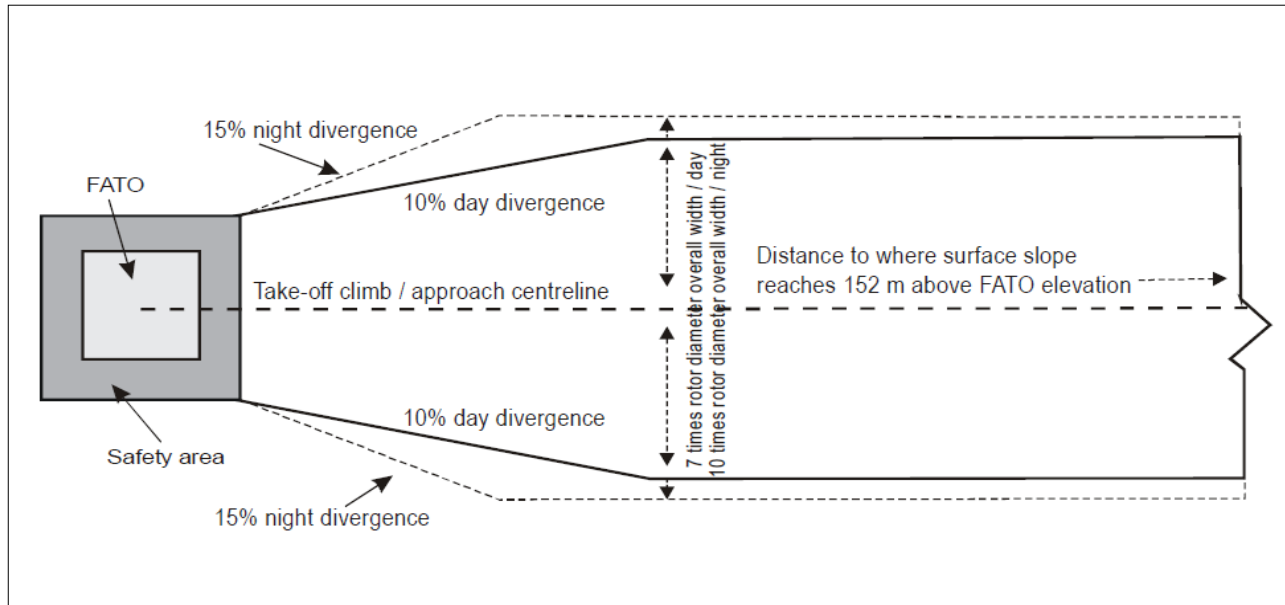 15% night divergence
FATO
10% day divergence
7 times rotor diameter overall width / day
10 times rotor diameter overall width / night
Distance to where surface slope
reaches 152 m above FATO elevation
Take-off climb / approach centreline
10% day divergence
Safety area
15% night divergence